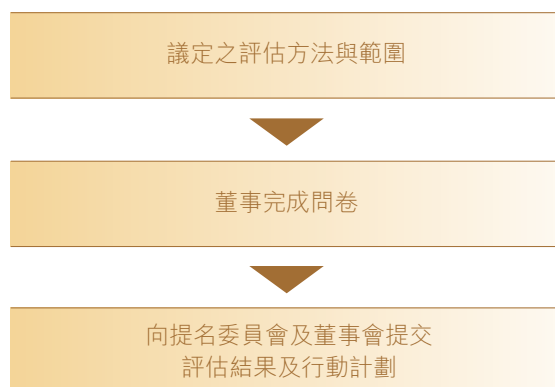 議定之評估方法與範圍
董事完成問卷
向提名委員會及董事會提交
評估結果及行動計劃